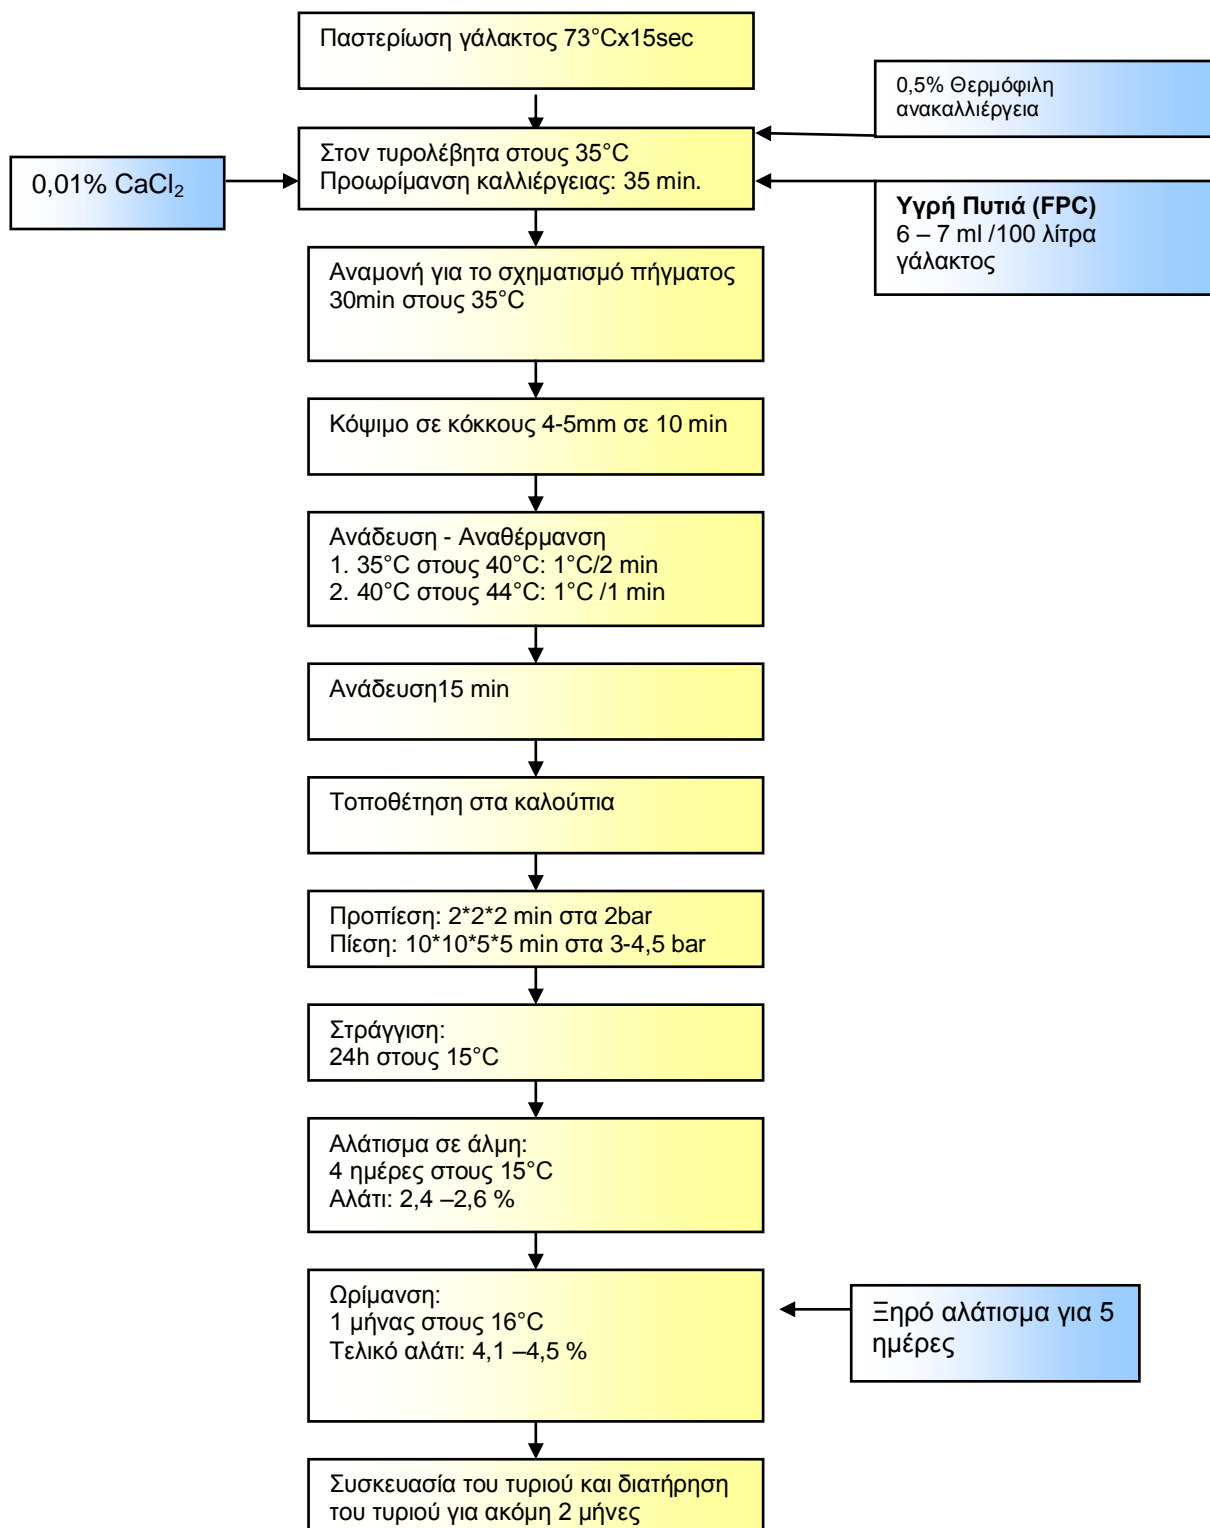 Παστερίωση γάλακτος 73°Cx15sec
0,5% Θερμόφιλη
ανακαλλιέργεια
Στον τυρολέβητα στους 35°C
Προωρίμανση καλλιέργειας: 35 min.
0,01% CaCl₂
Υγρή Πυτιά (FPC)
6 – 7 ml /100 λίτρα
γάλακτος
Αναμονή για το σχηματισμό πήγματος
30min στους 35°C
Κόψιμο σε κόκκους 4-5mm σε 10 min
Ανάδευση - Αναθέρμανση
1. 35°C στους 40°C: 1°C/2 min
2. 40°C στους 44°C: 1°C /1 min
Ανάδευση15 min
Τοποθέτηση στα καλούπια
Προπίεση: 2*2*2 min στα 2bar
Πίεση: 10*10*5*5 min στα 3-4,5 bar
Στράγγιση:
24h στους 15°C
Αλάτισμα σε άλμη:
4 ημέρες στους 15°C
Αλάτι: 2,4 –2,6 %
Ωρίμανση:
1 μήνας στους 16°C
Τελικό αλάτι: 4,1 –4,5 %
Ξηρό αλάτισμα για 5
ημέρες
Συσκευασία του τυριού και διατήρηση
του τυριού για ακόμη 2 μήνες